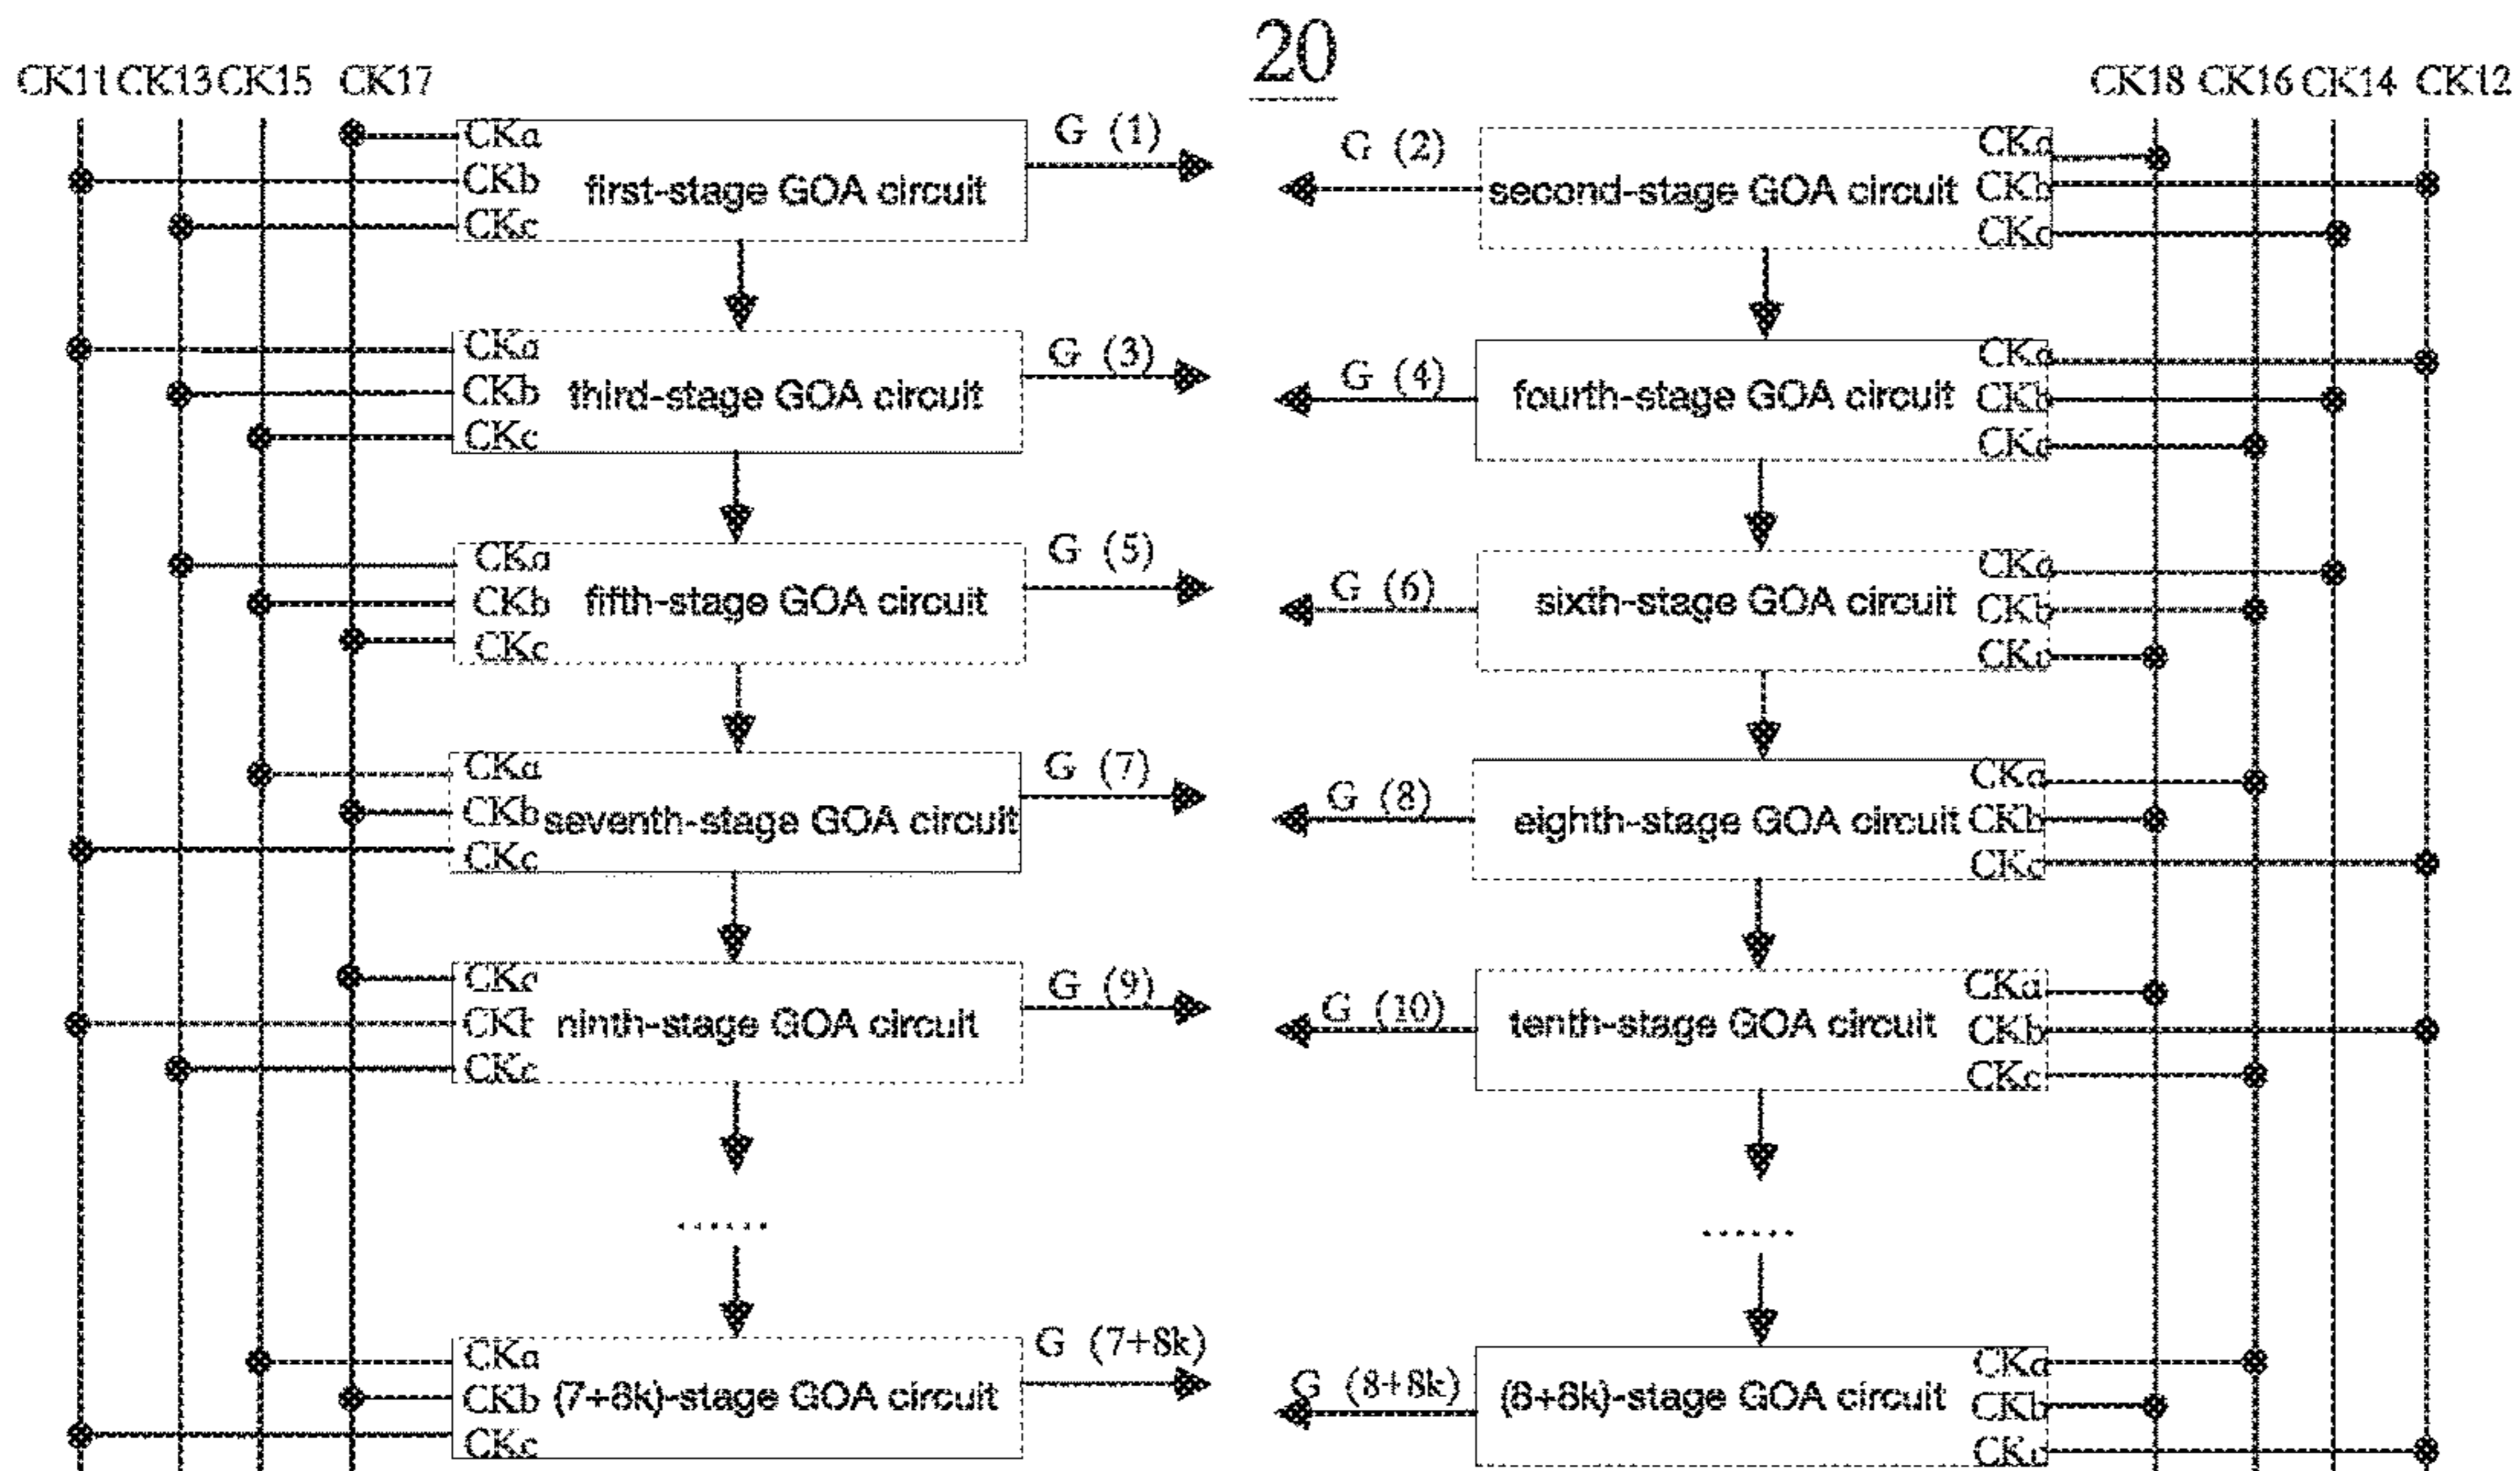 20
CK11 CK13 CK15 CK17
CK18 CK16 CK14 CK12
CKa
CKb
CKc
first-stage GOA circuit
G (1)
G (2)
second-stage GOA circuit
CKa
CKb
CKc
CKa
CKb
CKc
third-stage GOA circuit
G (3)
G (4)
fourth-stage GOA circuit
CKa
CKb
CKc
CKa
CKb
CKc
fifth-stage GOA circuit
G (5)
G (6)
sixth-stage GOA circuit
CKa
CKb
CKc
CKa
CKb
CKc
seventh-stage GOA circuit
G (7)
G (8)
eighth-stage GOA circuit
CKa
CKb
CKc
CKa
CKb
CKc
ninth-stage GOA circuit
G (9)
G (10)
tenth-stage GOA circuit
CKa
CKb
CKc
......
......
CKa
CKb
CKc
(7+8k)-stage GOA circuit
G (7+8k)
G (8+8k)
(8+8k)-stage GOA circuit
CKa
CKb
CKc